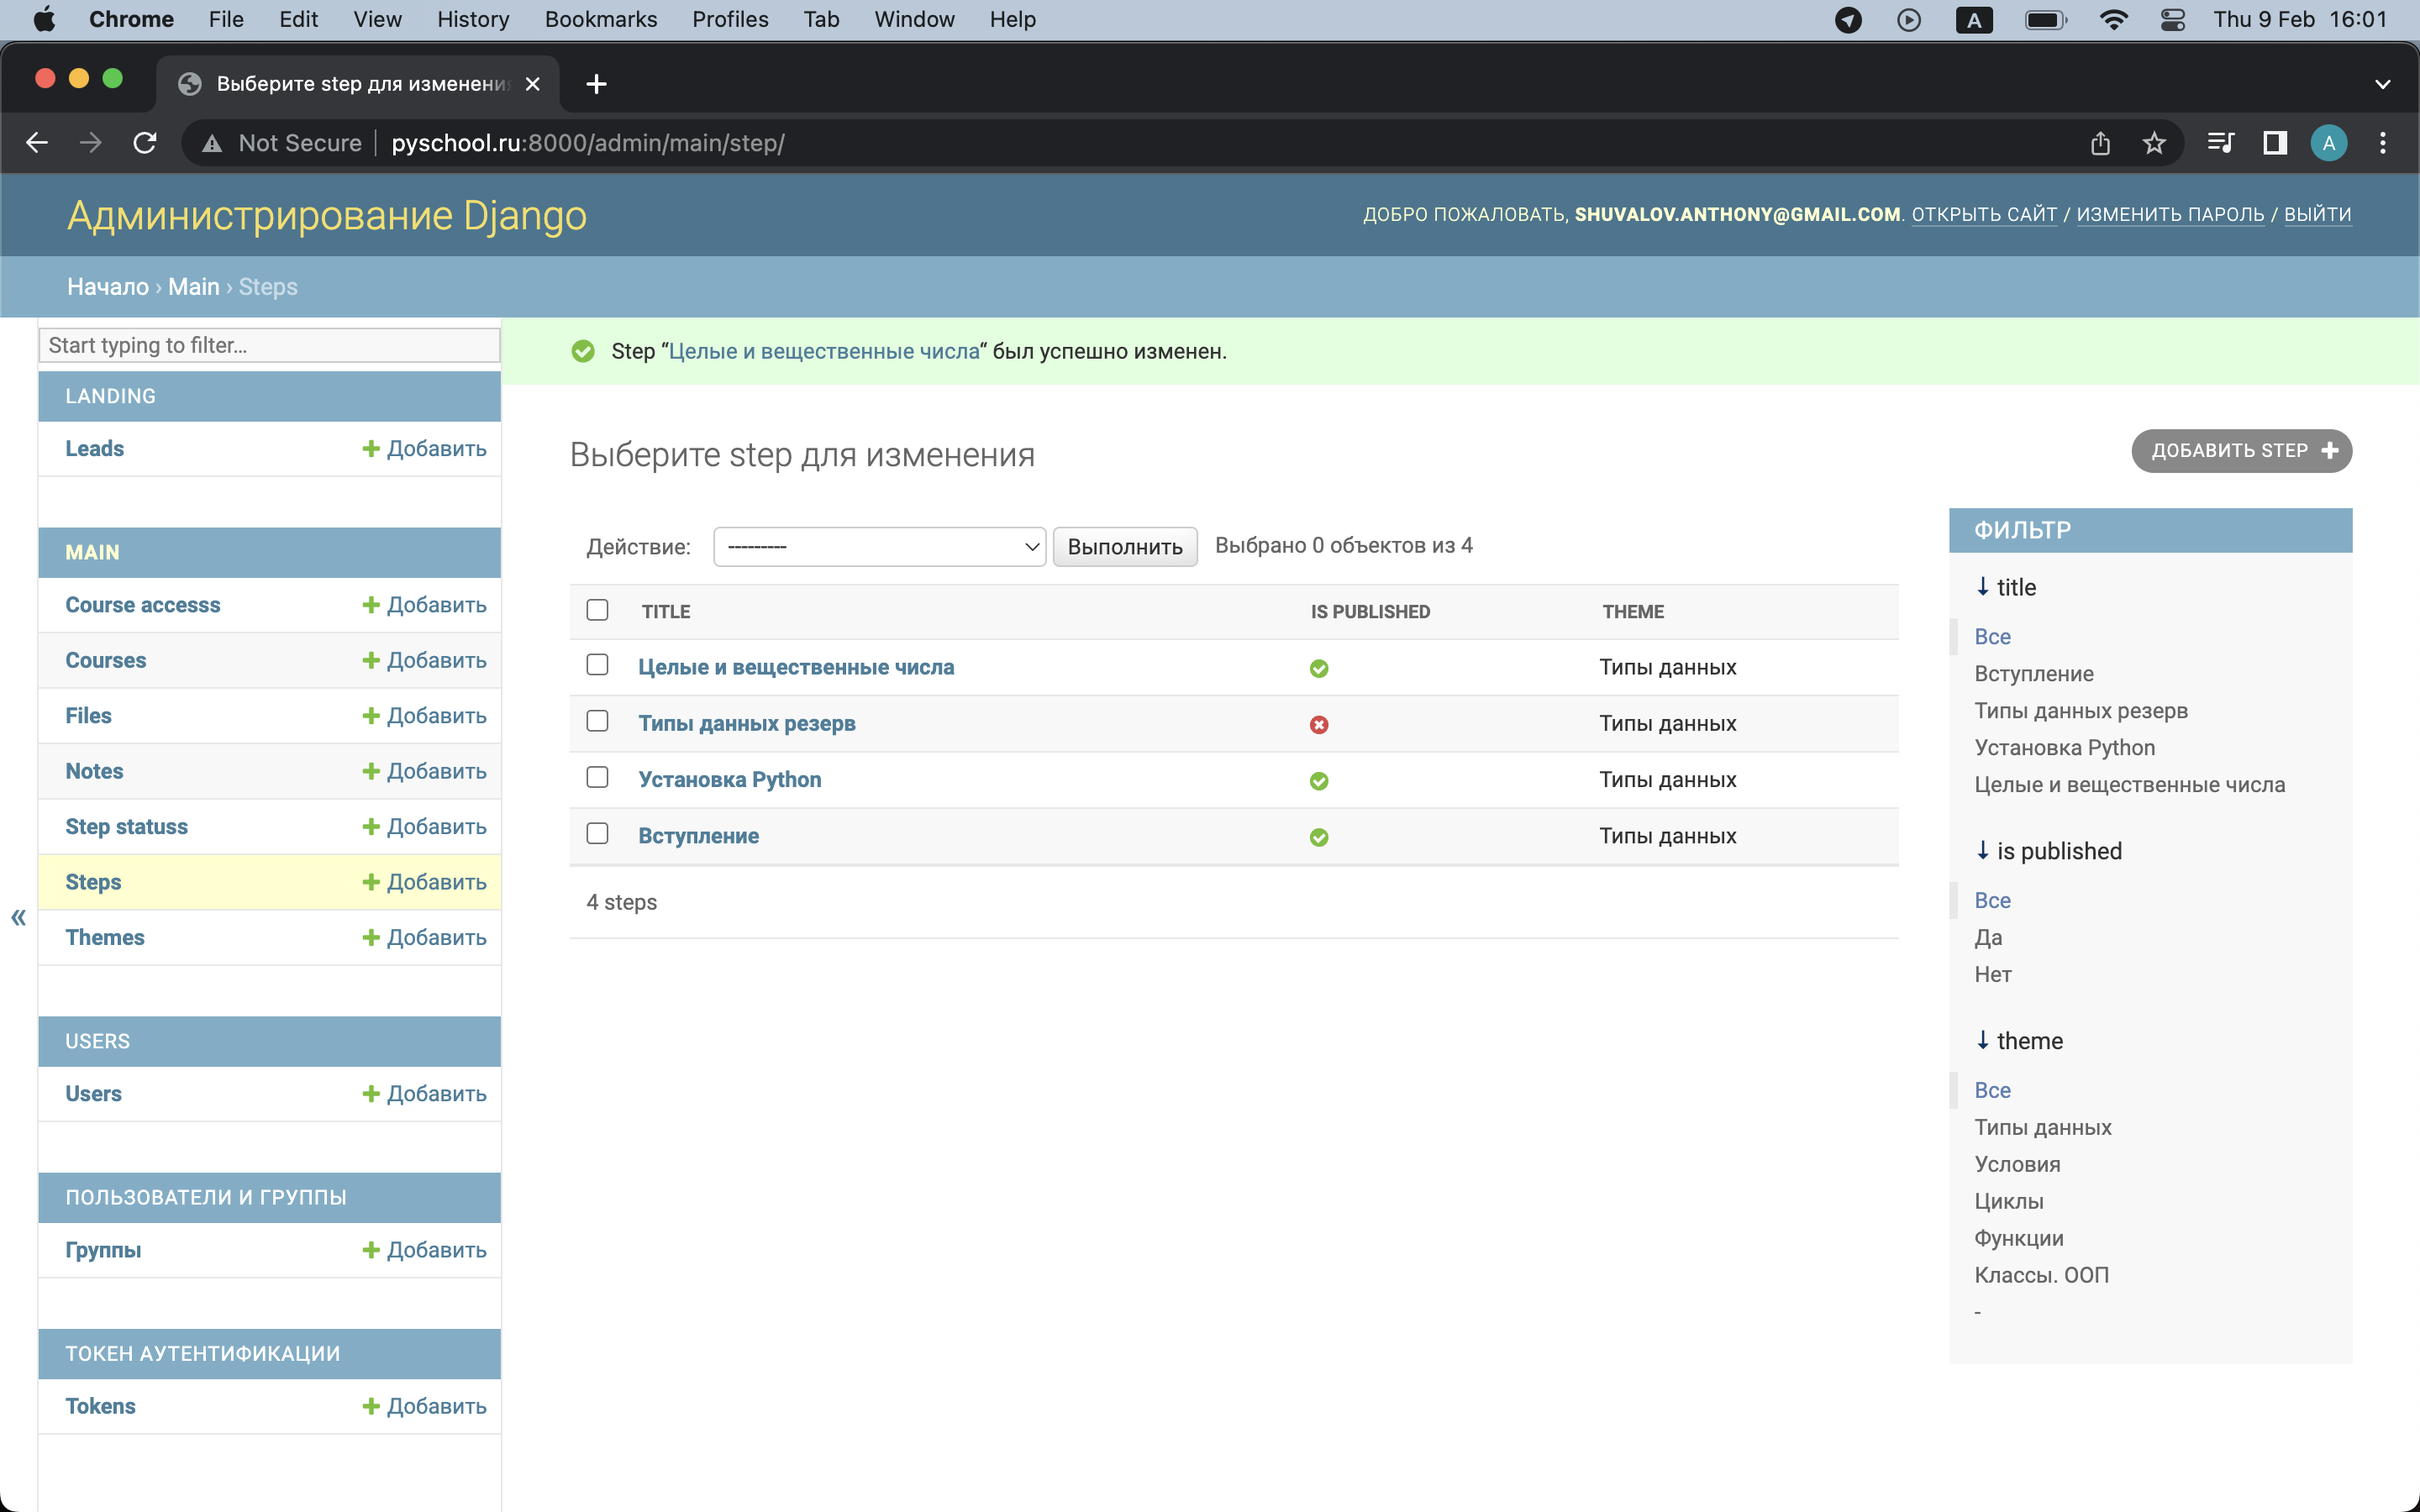 Chrome File Edit View History Bookmarks Profiles Tab Window Help A Thu 9 Feb 16:01
Выберите step для изменени
Not Secure pyschool.ru:8000/admin/main/step/ A
Администрирование Django
ДОБРО ПОЖАЛОВАТЬ, SHUVALOV.ANTHONY@GMAIL.COM. ОТКРЫТЬ САЙТ / ИЗМЕНИТЬ ПАРОЛЬ / ВЫЙТИ
Начало › Main › Steps
Start typing to filter...
LANDING
Leads Добавить
MAIN
Course accesss Добавить
Courses Добавить
Files Добавить
Notes Добавить
Step statuss Добавить
Steps Добавить
Themes Добавить
USERS
Users Добавить
ПОЛЬЗОВАТЕЛИ И ГРУППЫ
Группы Добавить
ТОКЕН АУТЕНТИФИКАЦИИ
Tokens Добавить
«
Step “Целые и вещественные числа“ был успешно изменен.
Выберите step для изменения
ДОБАВИТЬ STEP
Действие: --------- Выполнить Выбрано 0 объектов из 4
TITLE IS PUBLISHED THEME
Целые и вещественные числа Типы данных
Типы данных резерв Типы данных
Установка Python Типы данных
Вступление Типы данных
4 steps
ФИЛЬТР
↓ title
Все
Вступление
Типы данных резерв
Установка Python
Целые и вещественные числа
↓ is published
Все
Да
Нет
↓ theme
Все
Типы данных
Условия
Циклы
Функции
Классы. ООП
-